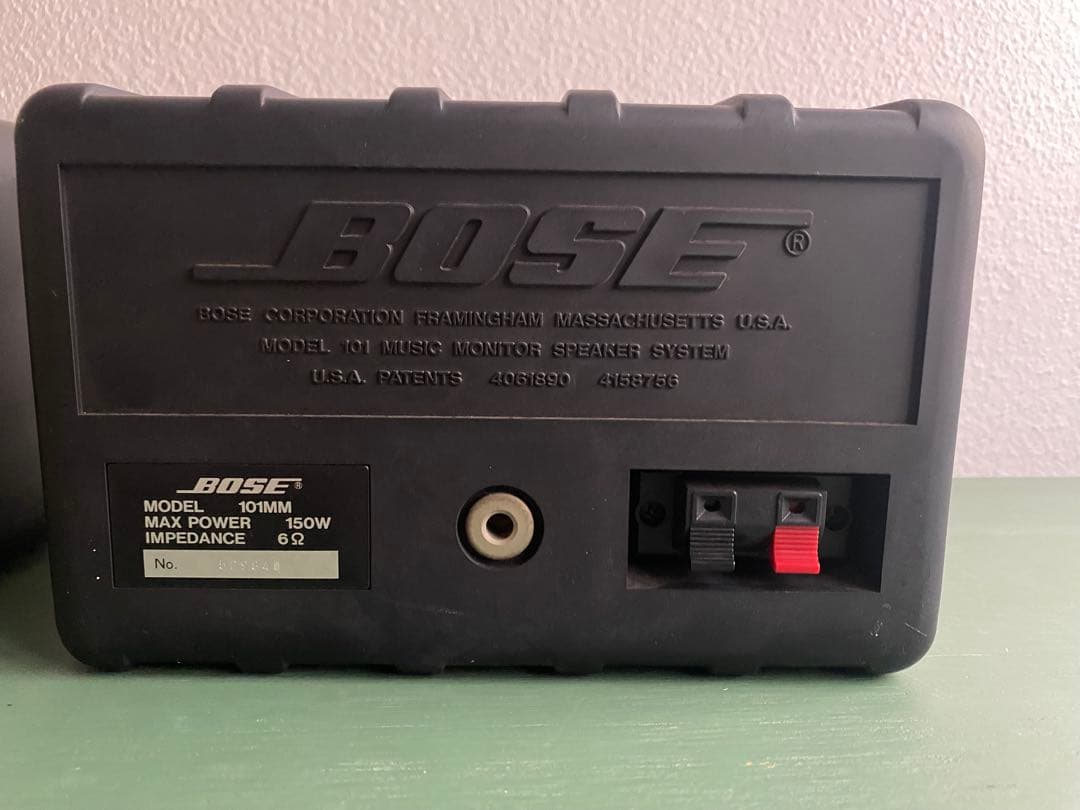 BOSE®
BOSE CORPORATION FRAMINGHAM MASSACHUSETTS U.S.A.
MODEL 101 MUSIC MONITOR SPEAKER SYSTEM
U.S.A. PATENTS 4061890 4158756
BOSE®
MODEL 101MM
MAX POWER 150W
IMPEDANCE 6Ω
No.